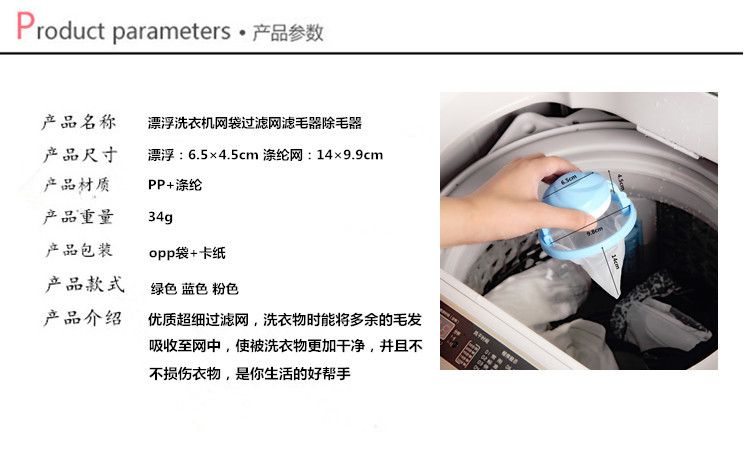 Product parameters • 产品参数
产品名称 漂浮洗衣机网袋过滤网滤毛器除毛器
产品尺寸 漂浮：6.5×4.5cm 涤纶网：14×9.9cm
产品材质 PP+涤纶
产品重量 34g
产品包装 opp袋+卡纸
产品款式 绿色 蓝色 粉色
产品介绍 优质超细过滤网，洗衣物时能将多余的毛发
吸收至网中，使被洗衣物更加干净，并且不
不损伤衣物，是你生活的好帮手
6.5cm
4.5cm
9.8cm
14cm